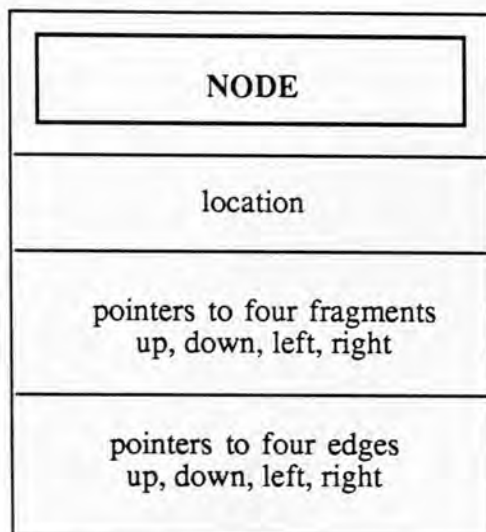 NODE
location
pointers to four fragments
up, down, left, right
pointers to four edges
up, down, left, right